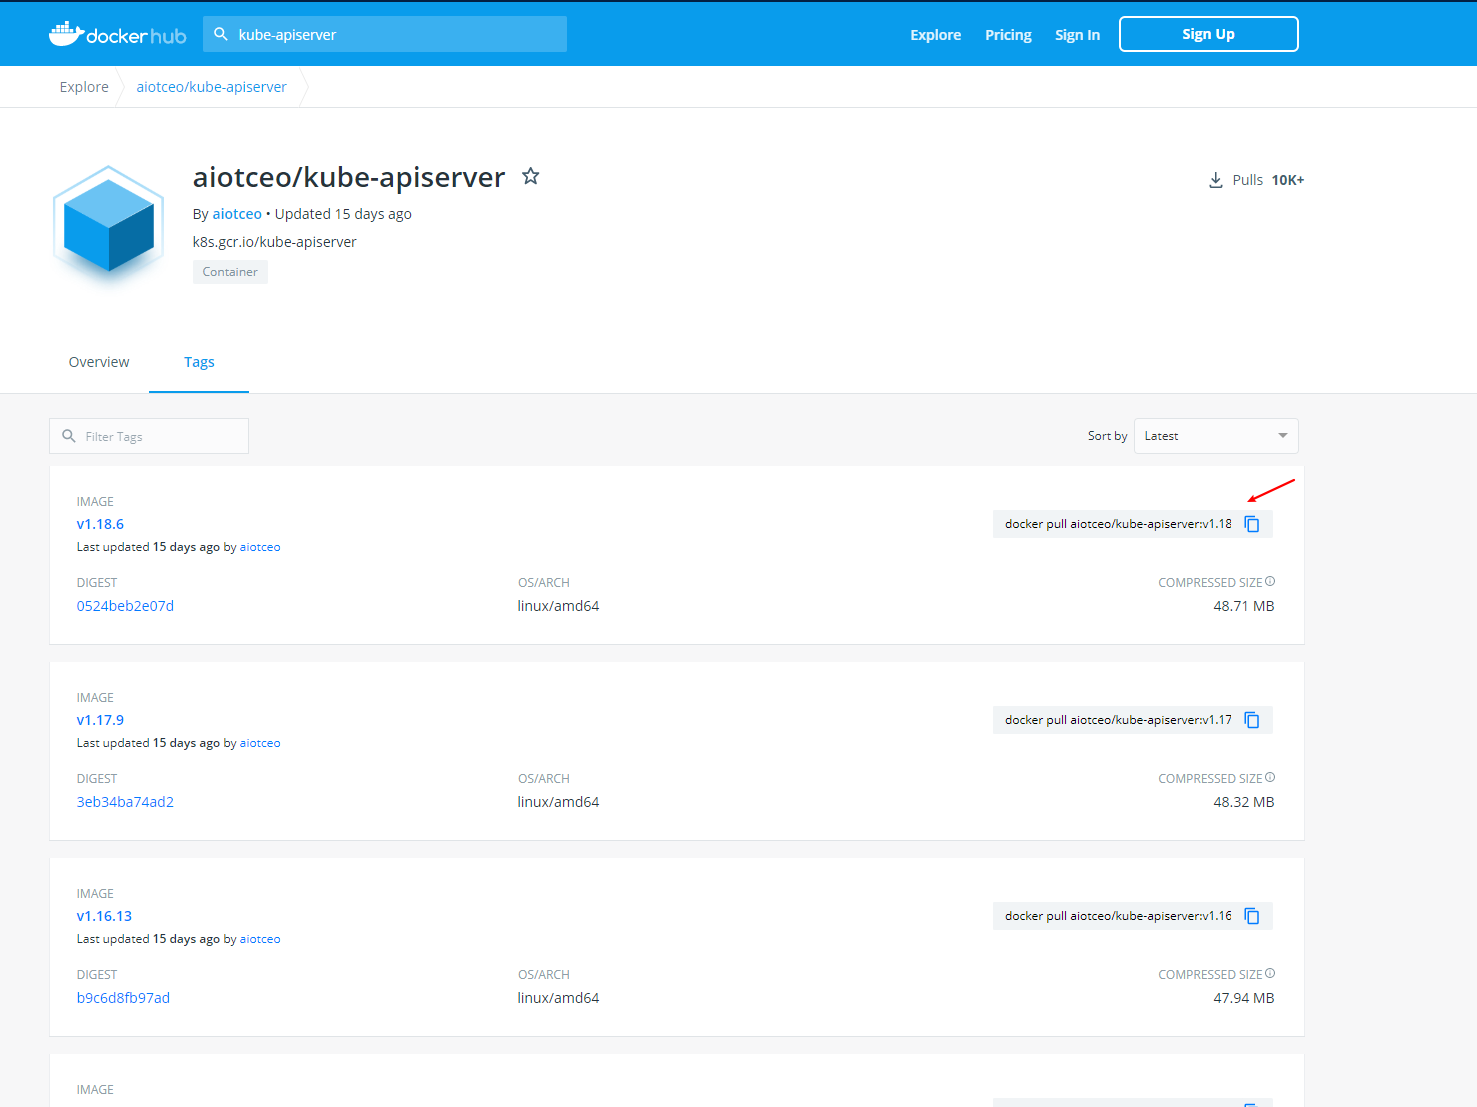 docker hub
kube-apiserver
Explore
Pricing
Sign In
Sign Up
Explore
aiotceo/kube-apiserver
aiotceo/kube-apiserver
Pulls 10K+
By aiotceo • Updated 15 days ago
k8s.gcr.io/kube-apiserver
Container
Overview
Tags
Filter Tags
Sort by
Latest
IMAGE
v1.18.6
docker pull aiotceo/kube-apiserver:v1.18
Last updated 15 days ago by aiotceo
DIGEST
OS/ARCH
COMPRESSED SIZE
0524beb2e07d
linux/amd64
48.71 MB
IMAGE
v1.17.9
docker pull aiotceo/kube-apiserver:v1.17
Last updated 15 days ago by aiotceo
DIGEST
OS/ARCH
COMPRESSED SIZE
3eb34ba74ad2
linux/amd64
48.32 MB
IMAGE
v1.16.13
docker pull aiotceo/kube-apiserver:v1.16
Last updated 15 days ago by aiotceo
DIGEST
OS/ARCH
COMPRESSED SIZE
b9c6d8fb97ad
linux/amd64
47.94 MB
IMAGE